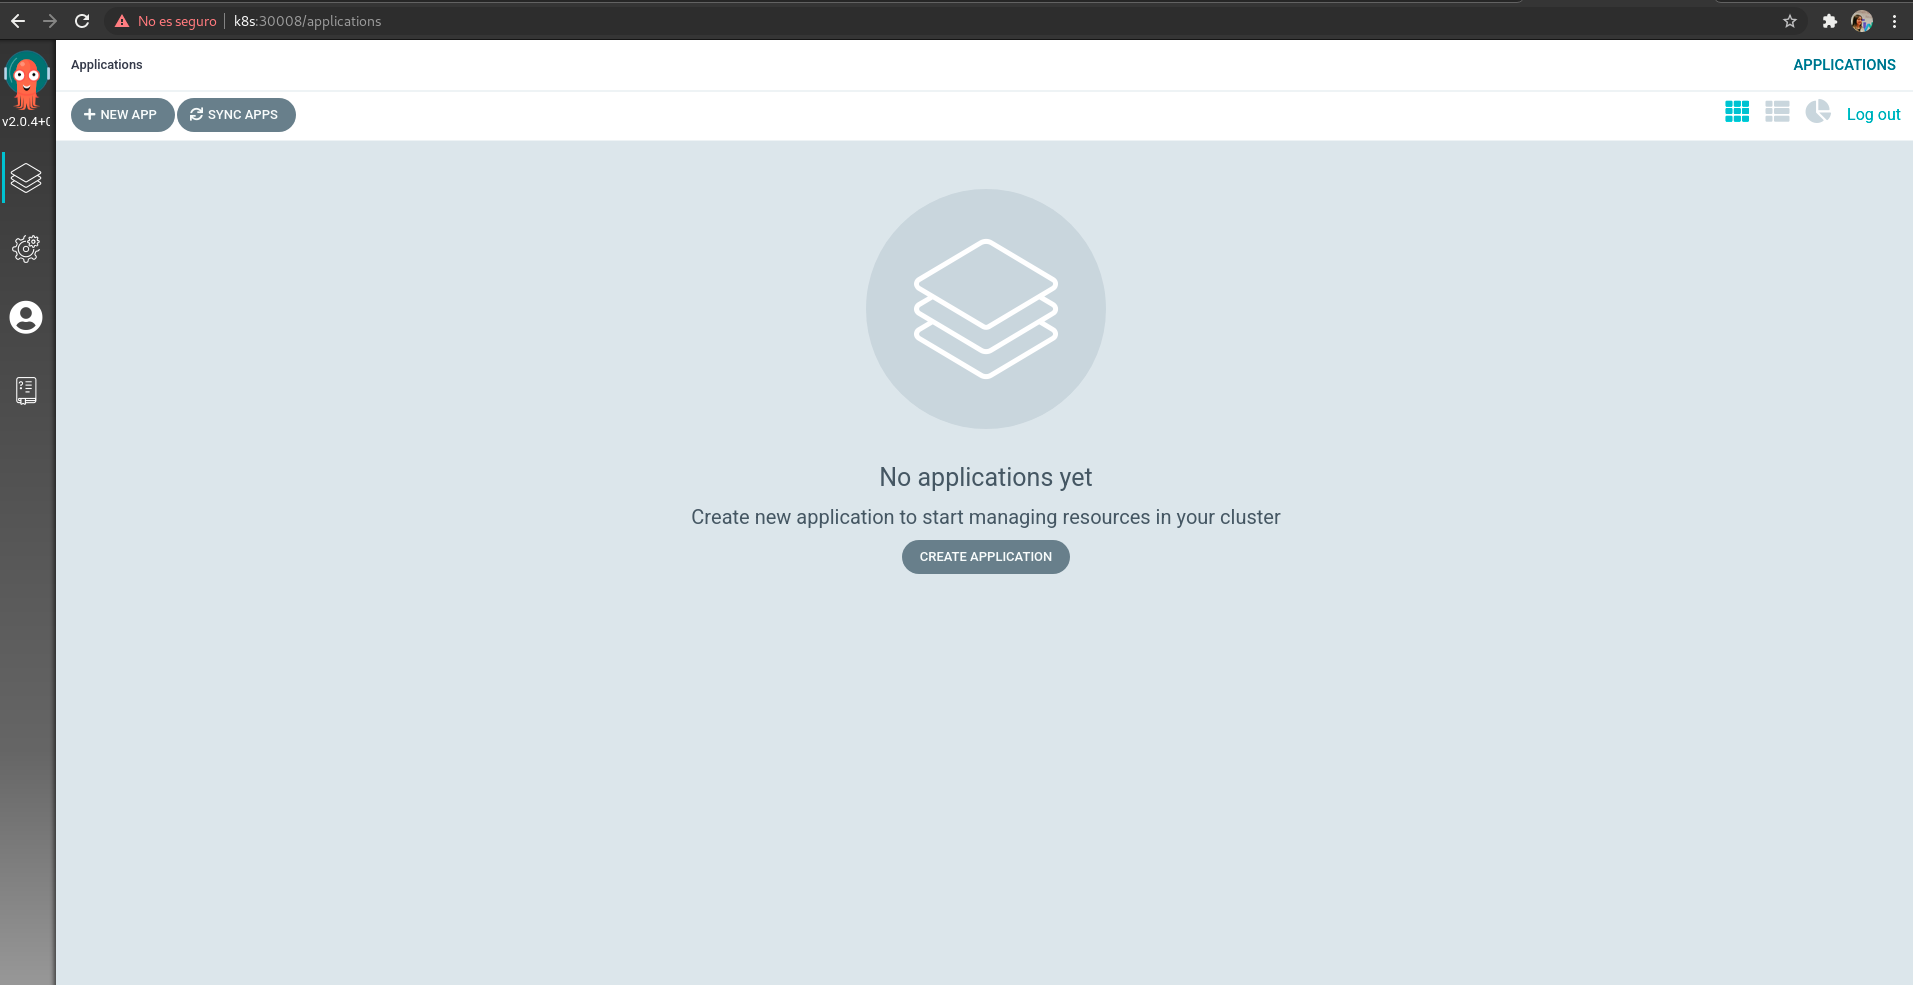 No es seguro k8s:30008/applications
Applications
APPLICATIONS
v2.0.4+0
NEW APP
SYNC APPS
Log out
No applications yet
Create new application to start managing resources in your cluster
CREATE APPLICATION